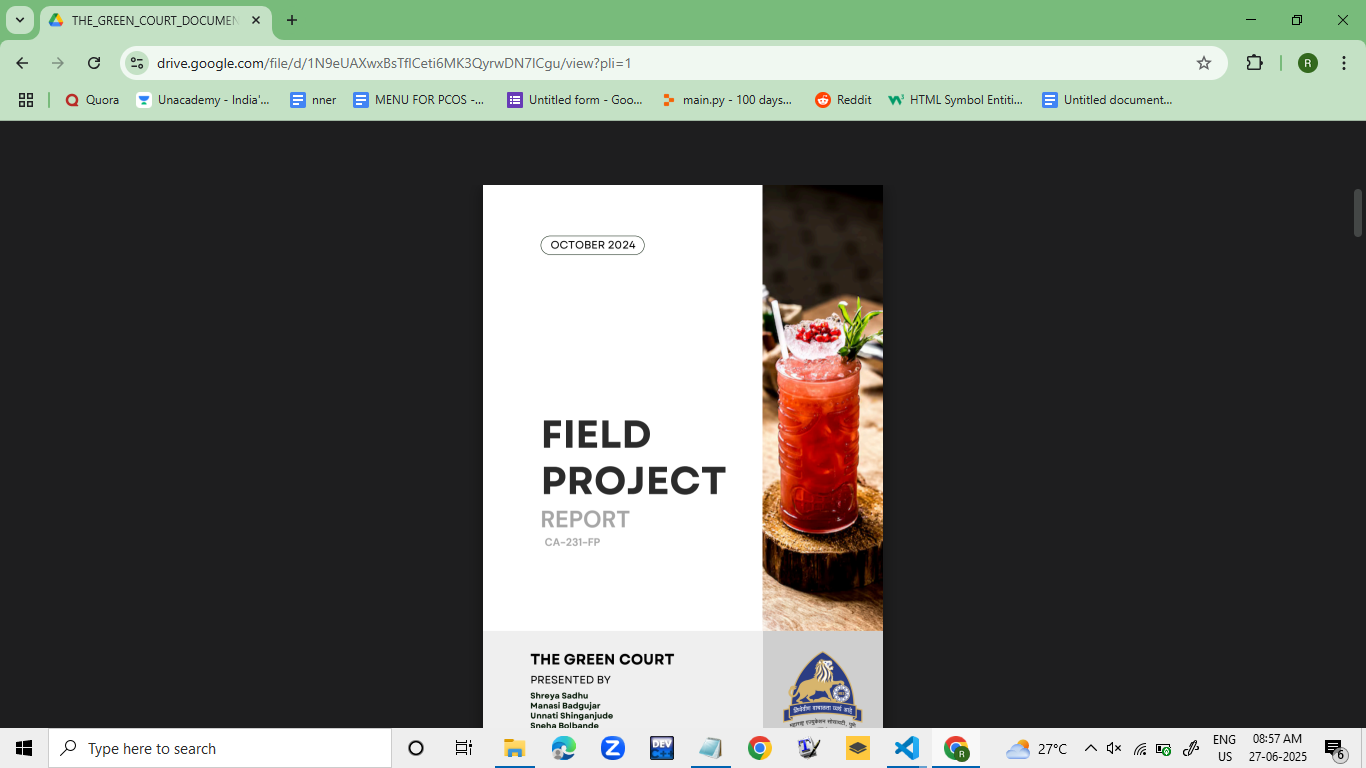 THE_GREEN_COURT_DOCUMEN
drive.google.com/file/d/1N9eUAXwxBsTflCeti6MK3QyrwDN7lCgu/view?pli=1
R
Quora
Unacademy - India'...
nner
MENU FOR PCOS -...
Untitled form - Goo...
main.py - 100 days...
Reddit
HTML Symbol Entiti...
Untitled document...
OCTOBER 2024
FIELD
PROJECT
REPORT
CA-231-FP
THE GREEN COURT
PRESENTED BY
Shreya Sadhu
Manasi Badgujar
Unnati Shinganjude
Sneha Bolbande
Type here to search
DEV
27°C
ENG
US
08:57 AM
27-06-2025
6